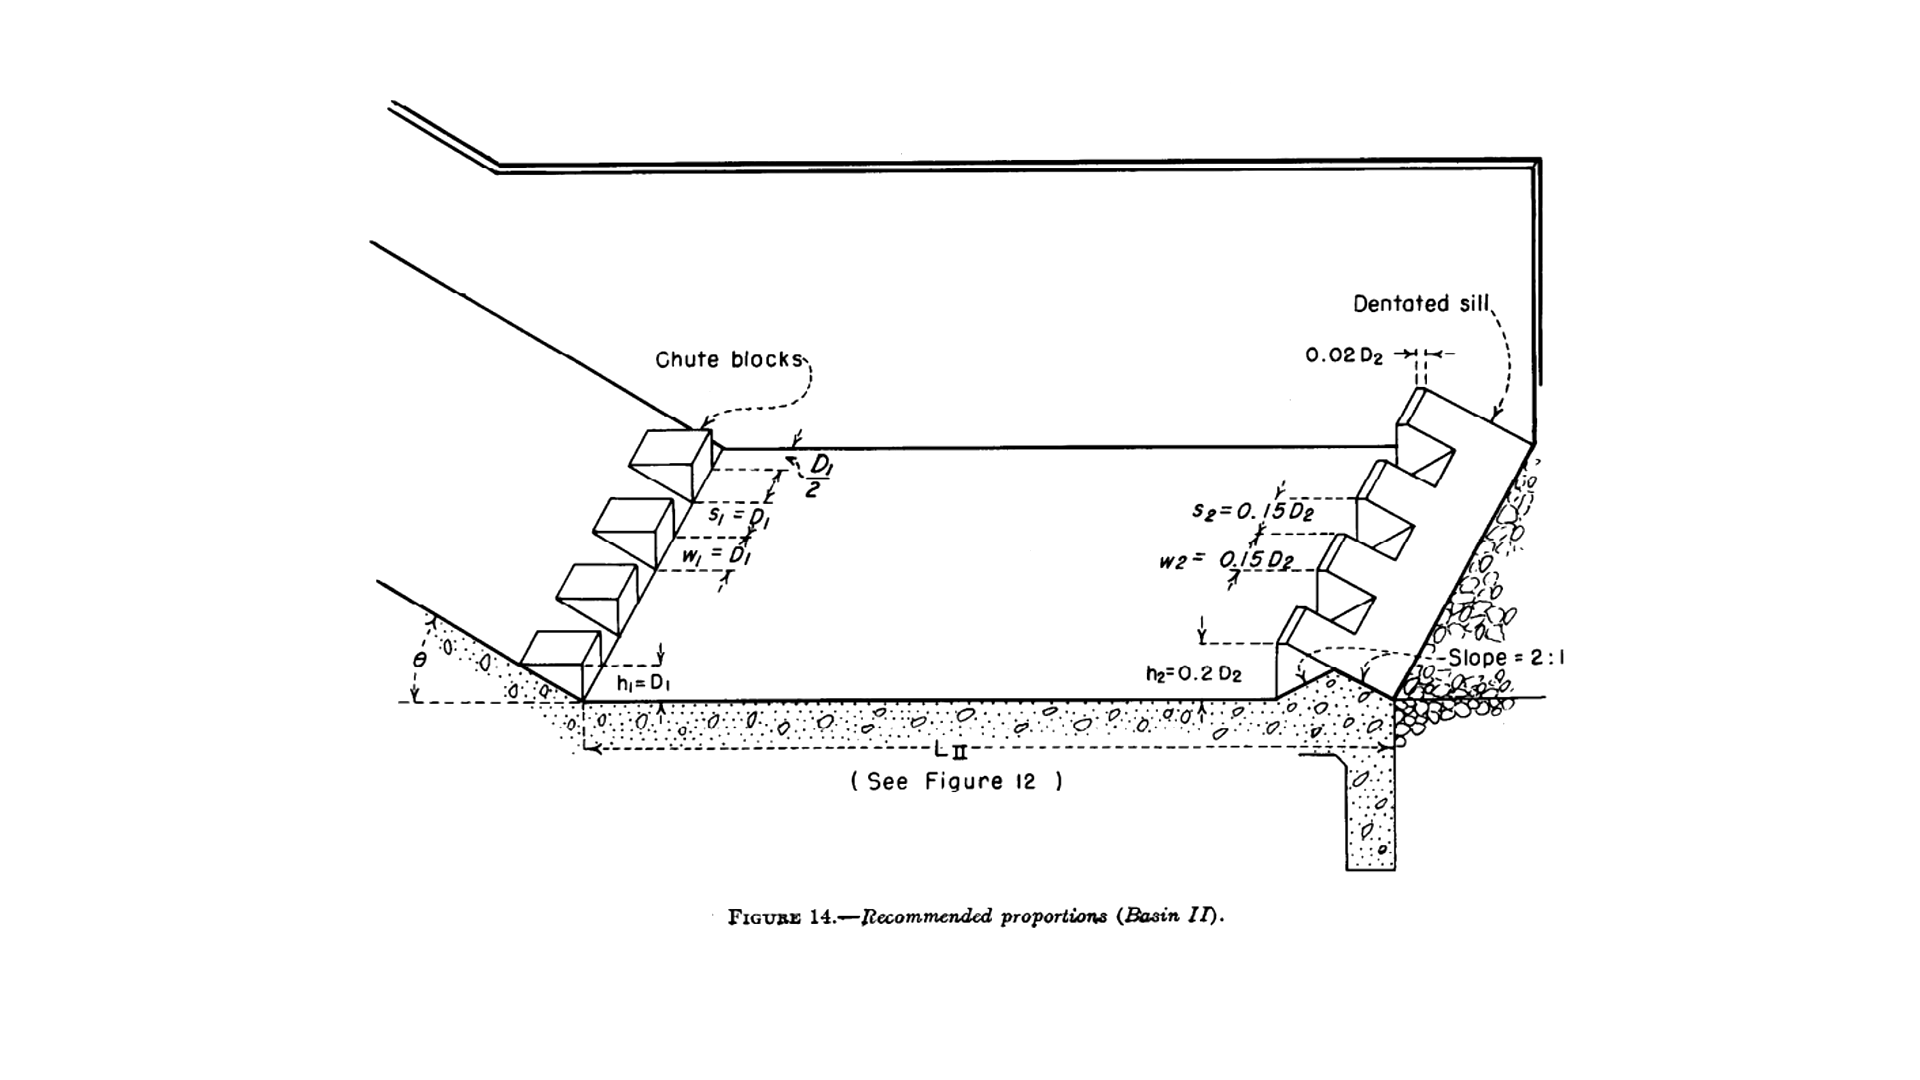 Dentated sill
0.02 D₂
Chute blocks
D₁
2
s₁ = D₁
s₂ = 0.15 D₂
w₁ = D₁
w₂ = 0.15 D₂
θ
Slope = 2:1
h₁ = D₁
h₂ = 0.2 D₂
L II
( See Figure 12 )
FIGURE 14.—Recommended proportions (Basin II).